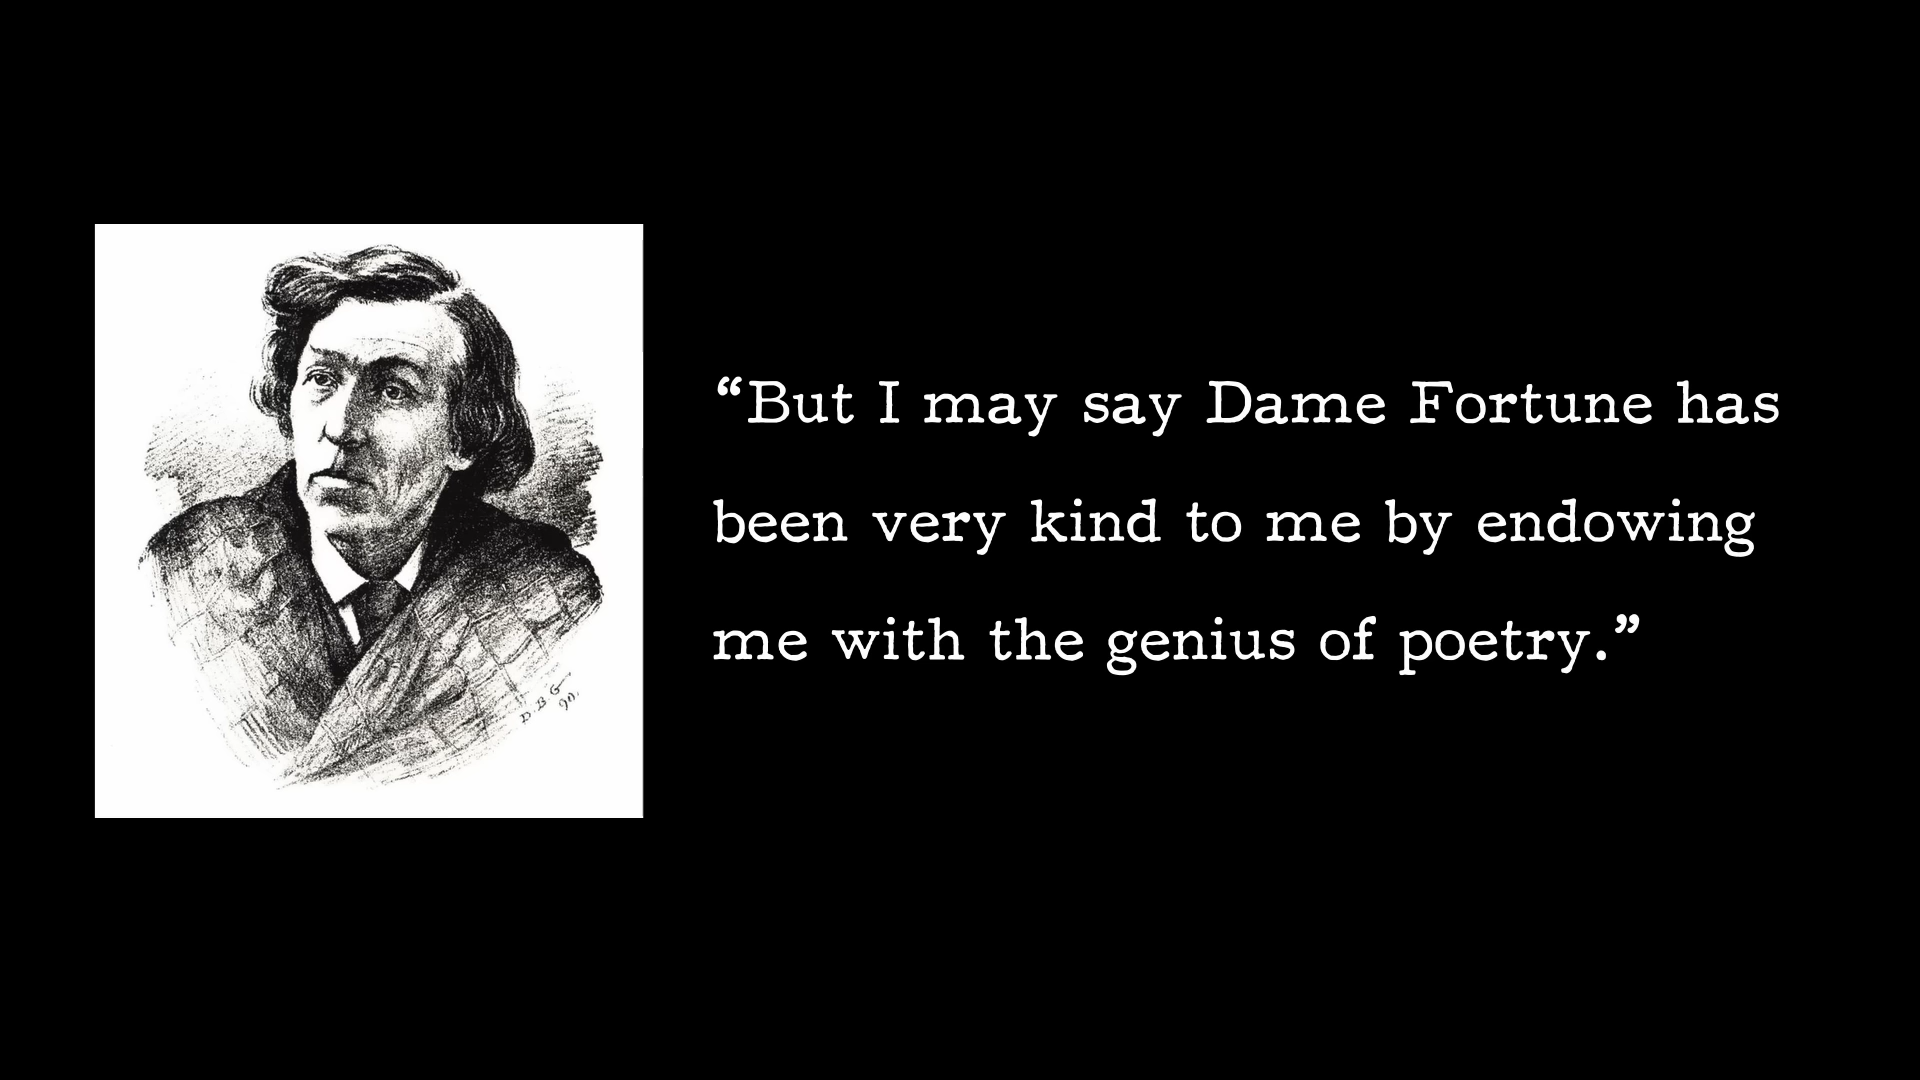 “But I may say Dame Fortune has
been very kind to me by endowing
me with the genius of poetry.”
D.B.G
90.